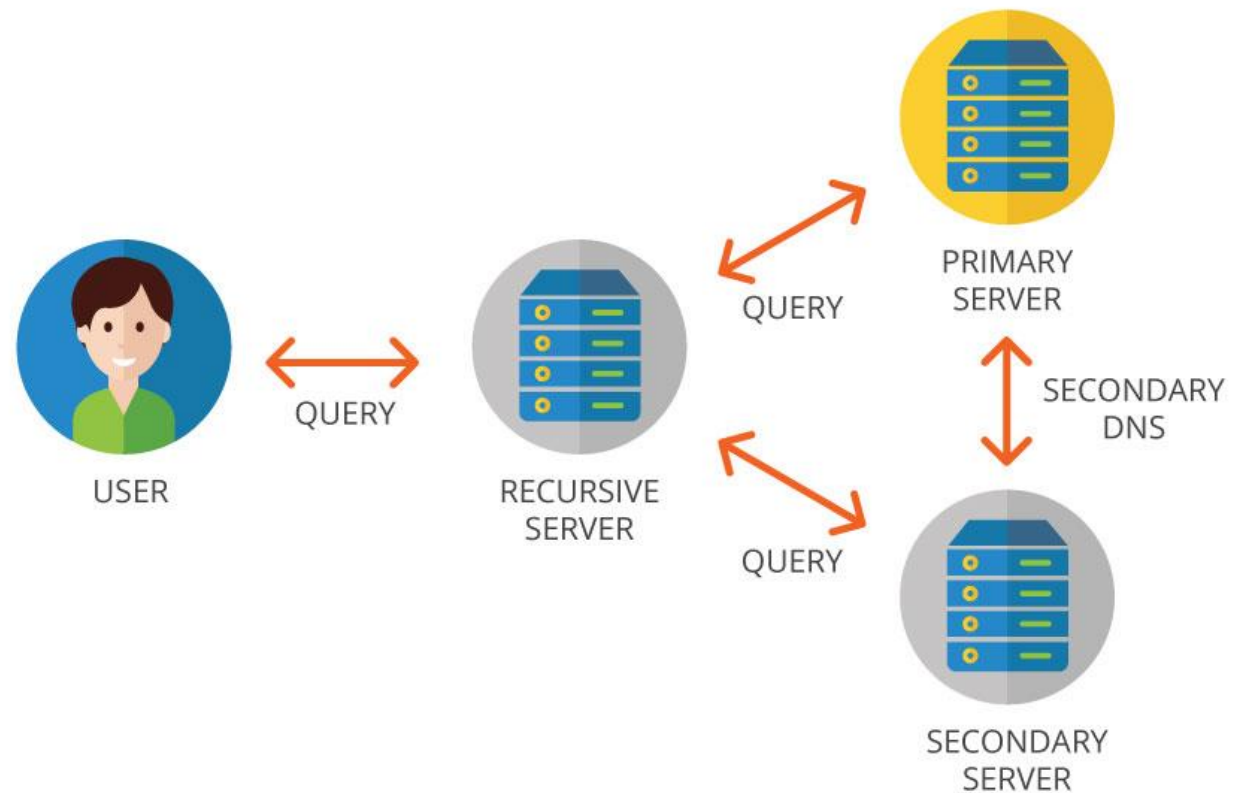 PRIMARY
SERVER
QUERY
SECONDARY
DNS
QUERY
USER
RECURSIVE
SERVER
QUERY
SECONDARY
SERVER